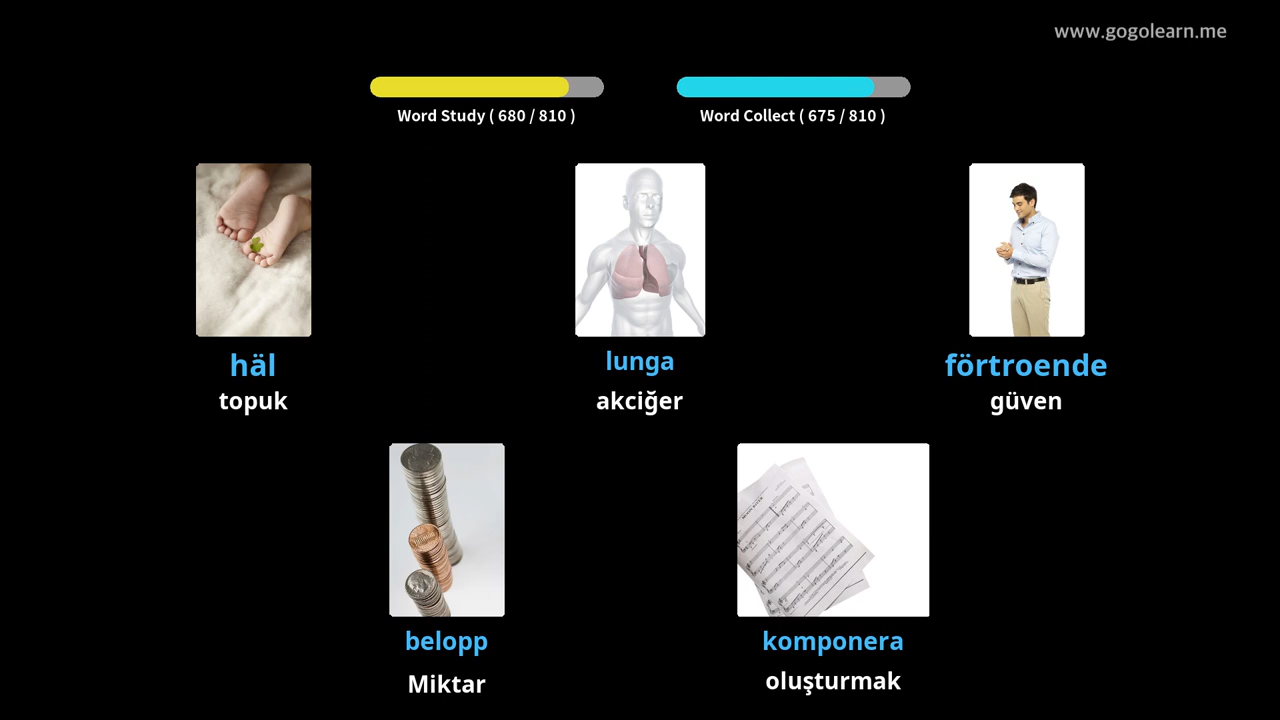 www.gogolearn.me
Word Study ( 680 / 810 )
Word Collect ( 675 / 810 )
häl
topuk
lunga
akciğer
förtroende
güven
belopp
Miktar
komponera
oluşturmak